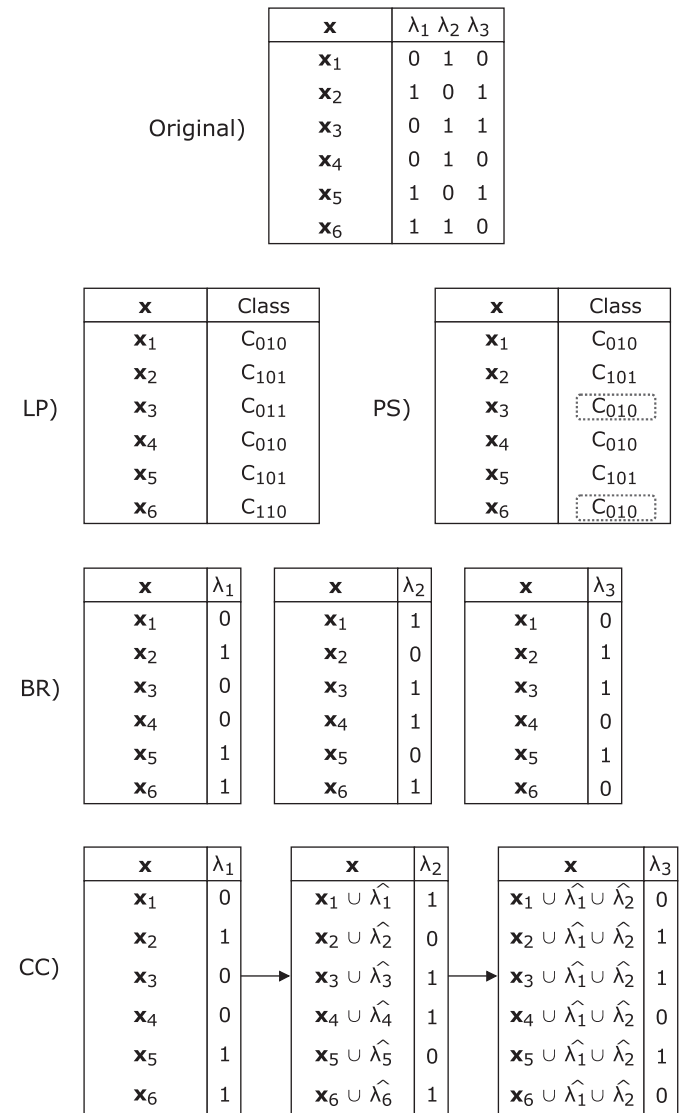 x λ1 λ2 λ3
x1 0 1 0
x2 1 0 1
Original) x3 0 1 1
x4 0 1 0
x5 1 0 1
x6 1 1 0
x Class x Class
x1 C010 x1 C010
x2 C101 x2 C101
LP) x3 C011 PS) x3 C010
x4 C010 x4 C010
x5 C101 x5 C101
x6 C110 x6 C010
x λ1 x λ2 x λ3
x1 0 x1 1 x1 0
x2 1 x2 0 x2 1
BR) x3 0 x3 1 x3 1
x4 0 x4 1 x4 0
x5 1 x5 0 x5 1
x6 1 x6 1 x6 0
x λ1 x λ2 x λ3
x1 0 x1 ∪ λ̂1 1 x1 ∪ λ̂1 ∪ λ̂2 0
x2 1 x2 ∪ λ̂2 0 x2 ∪ λ̂1 ∪ λ̂2 1
CC) x3 0 x3 ∪ λ̂3 1 x3 ∪ λ̂1 ∪ λ̂2 1
x4 0 x4 ∪ λ̂4 1 x4 ∪ λ̂1 ∪ λ̂2 0
x5 1 x5 ∪ λ̂5 0 x5 ∪ λ̂1 ∪ λ̂2 1
x6 1 x6 ∪ λ̂6 1 x6 ∪ λ̂1 ∪ λ̂2 0